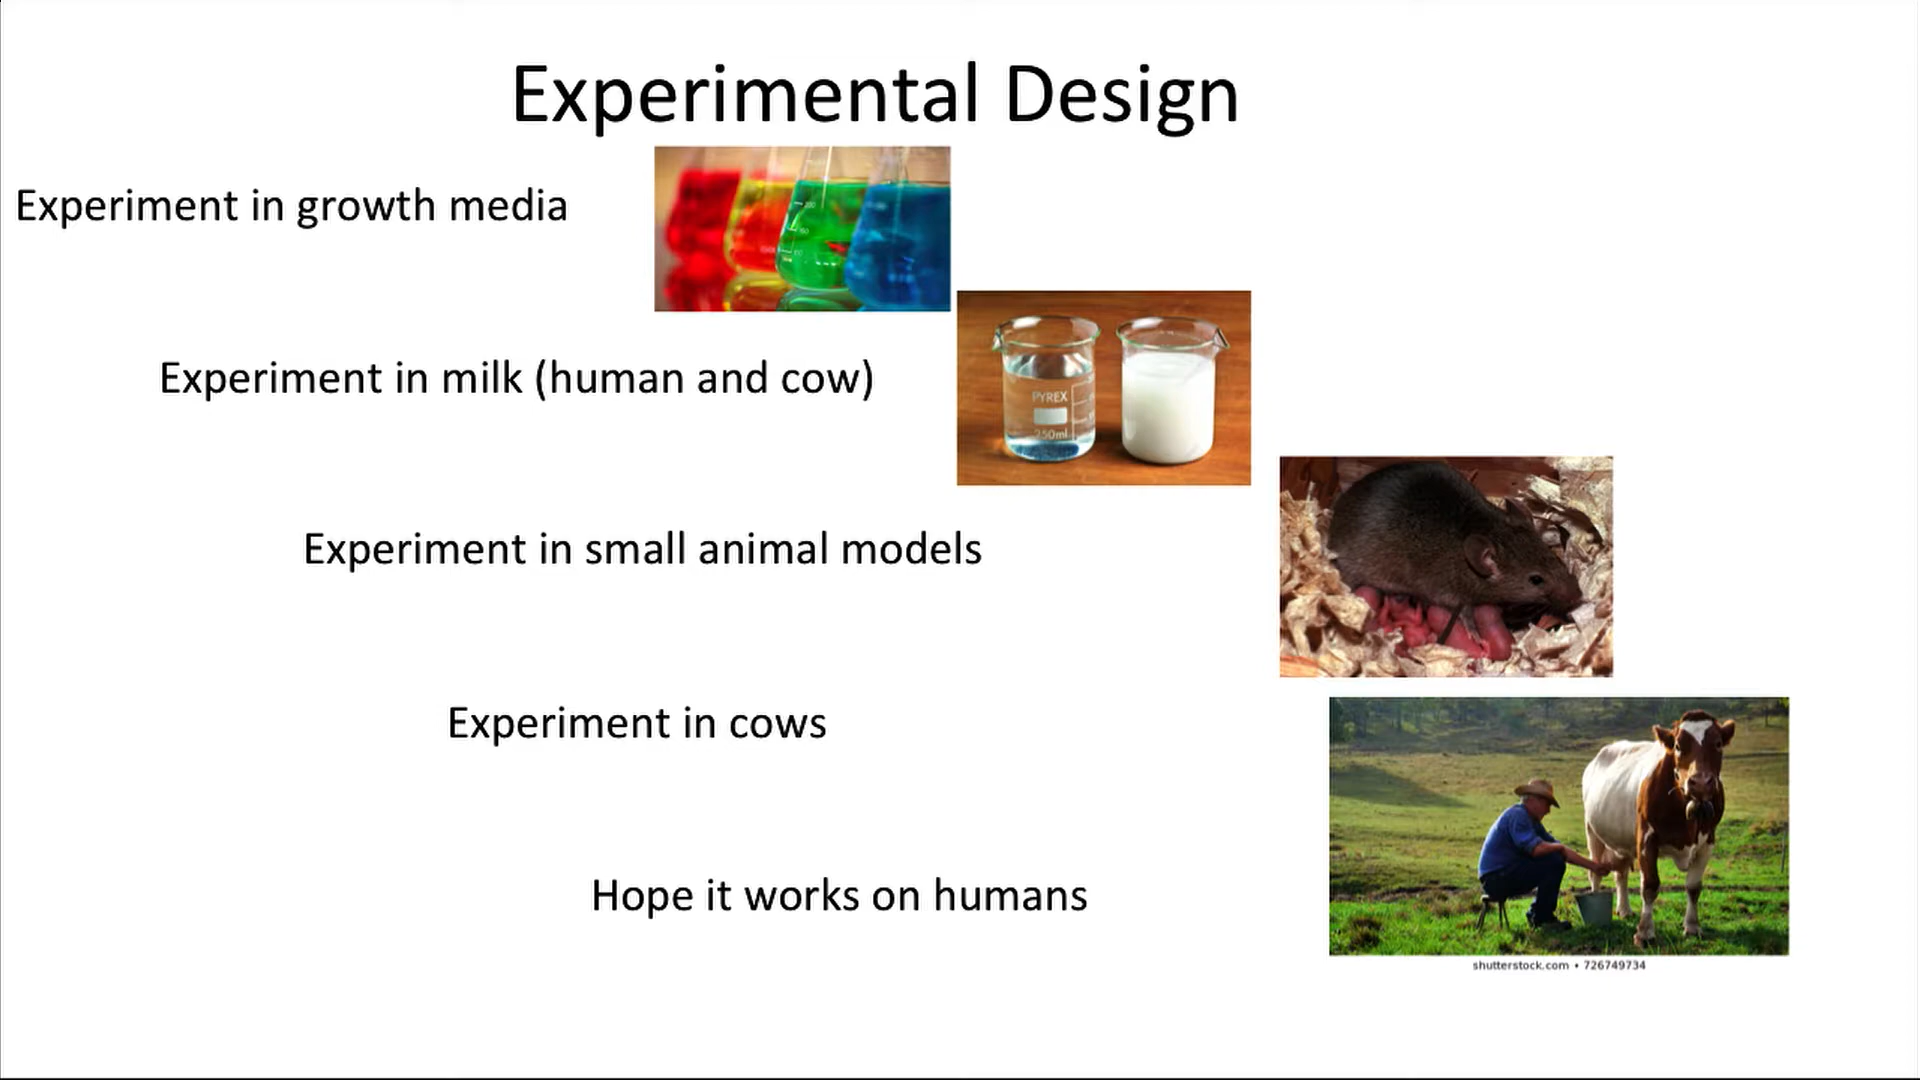 Experimental Design
Experiment in growth media
Experiment in milk (human and cow)
PYREX
250ml
Experiment in small animal models
Experiment in cows
Hope it works on humans
shutterstock.com • 726749734